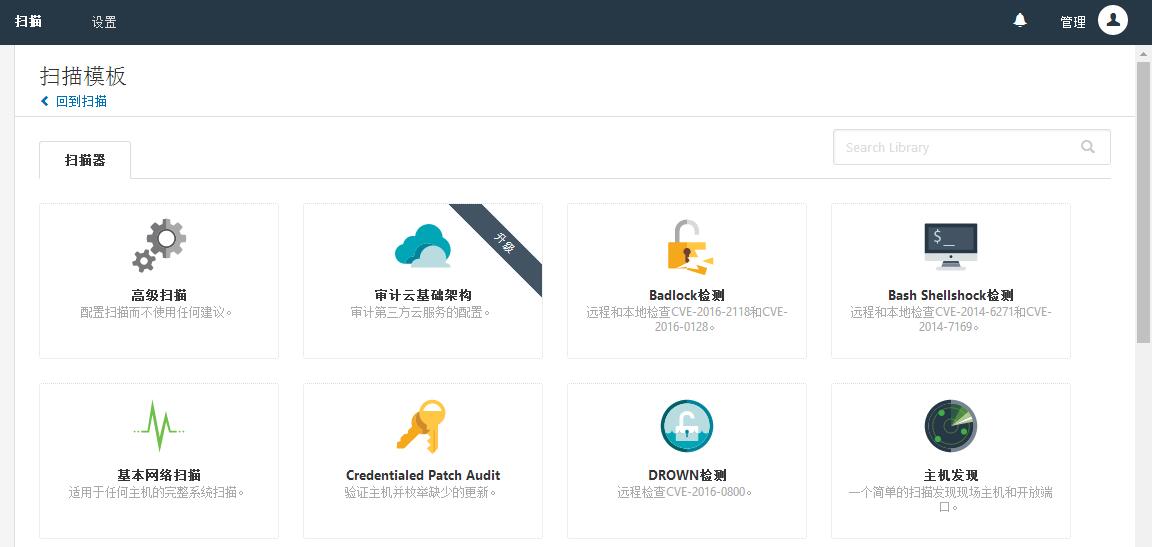 扫描
设置
管理
扫描模板
回到扫描
扫描器
Search Library
高级扫描
配置扫描而不使用任何建议。
升级
审计云基础架构
审计第三方云服务的配置。
Badlock检测
远程和本地检查CVE-2016-2118和CVE-
2016-0128。
$_
Bash Shellshock检测
远程和本地检查CVE-2014-6271和CVE-
2014-7169。
基本网络扫描
适用于任何主机的完整系统扫描。
Credentialed Patch Audit
验证主机并枚举缺少的更新。
DROWN检测
远程检查CVE-2016-0800。
主机发现
一个简单的扫描发现现场主机和开放端
口。